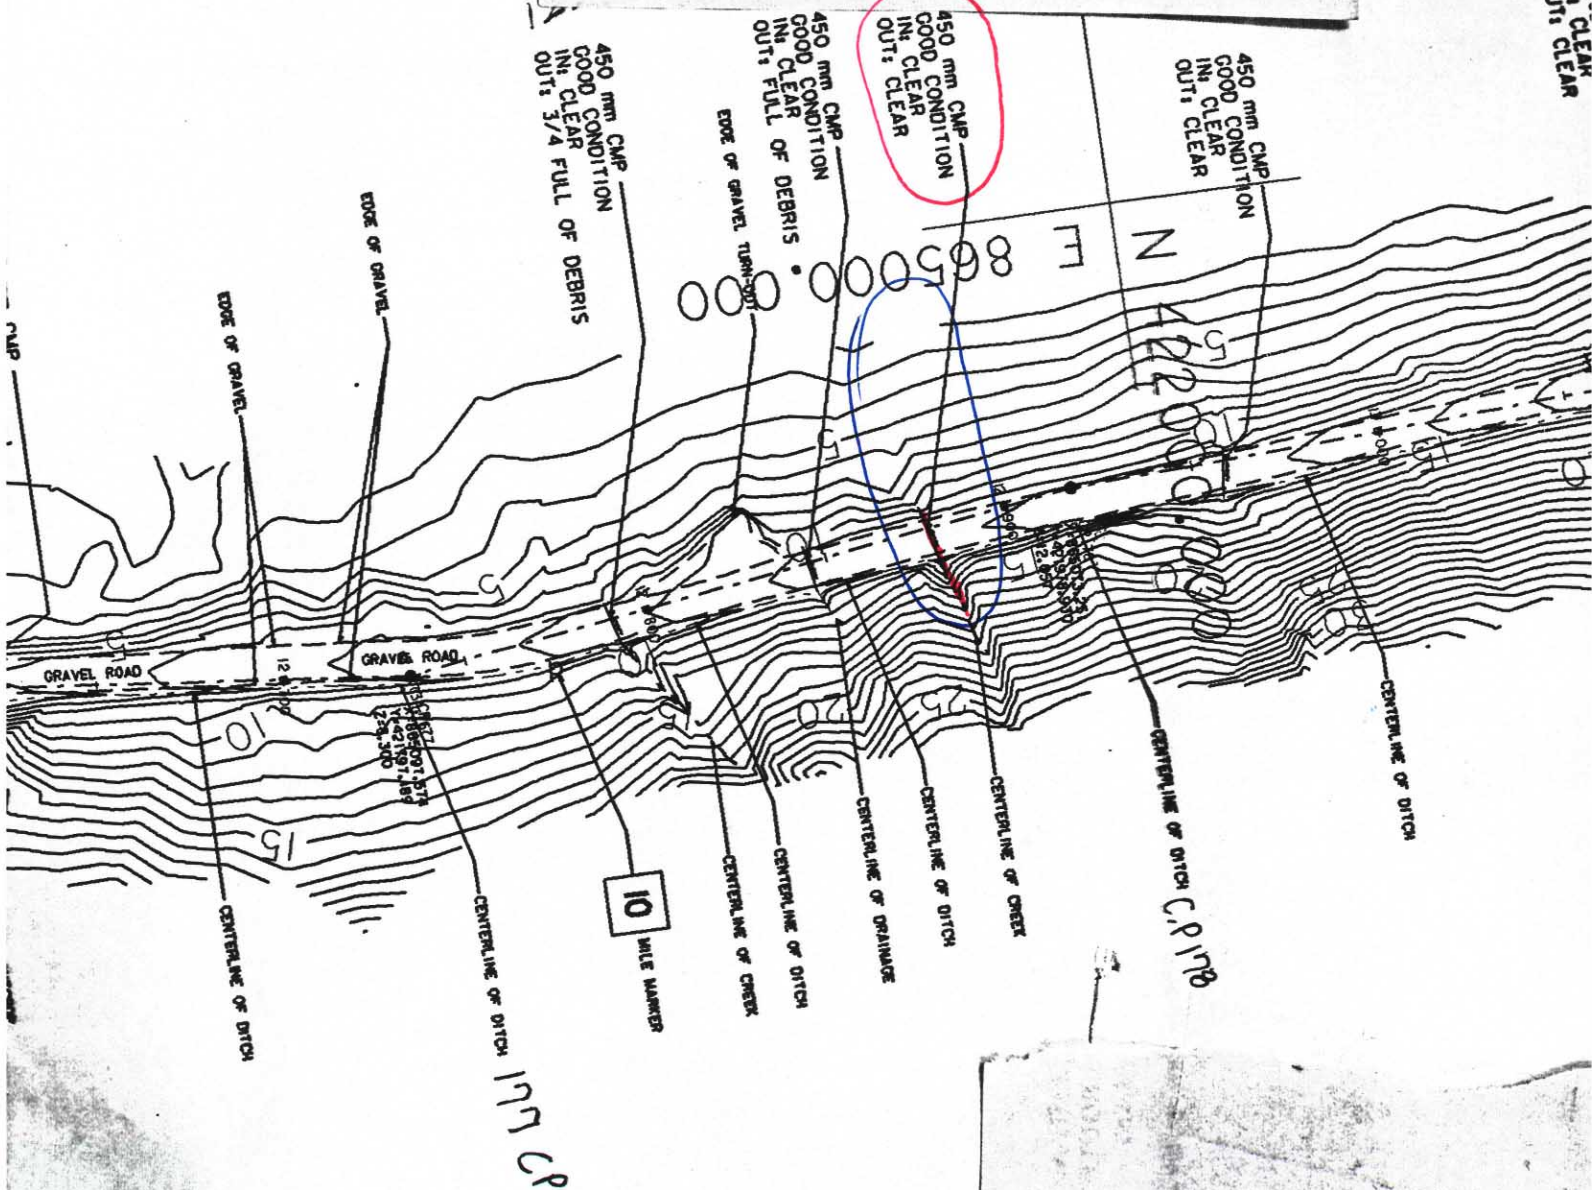 CLEAR
OUT: CLEAR
450 mm CMP
GOOD CONDITION
IN: CLEAR
OUT: CLEAR
450 mm CMP
GOOD CONDITION
IN: CLEAR
OUT: CLEAR
450 mm CMP
GOOD CONDITION
IN: CLEAR
OUT: FULL OF DEBRIS
450 mm CMP
GOOD CONDITION
IN: CLEAR
OUT: 3/4 FULL OF DEBRIS
EDGE OF GRAVEL TURN-OUT
EDGE OF GRAVEL
EDGE OF GRAVEL
CMP
N
E 865000.000
5
5
5
5
GRAVEL ROAD
GRAVEL ROAD
10
15
20
25
CENTERLINE OF DITCH
CENTERLINE OF DITCH C.P178
CENTERLINE OF CREEK
CENTERLINE OF DITCH
CENTERLINE OF DRAINAGE
CENTERLINE OF DITCH
CENTERLINE OF CREEK
10 MILE MARKER
CENTERLINE OF DITCH 177 CP
CENTERLINE OF DITCH